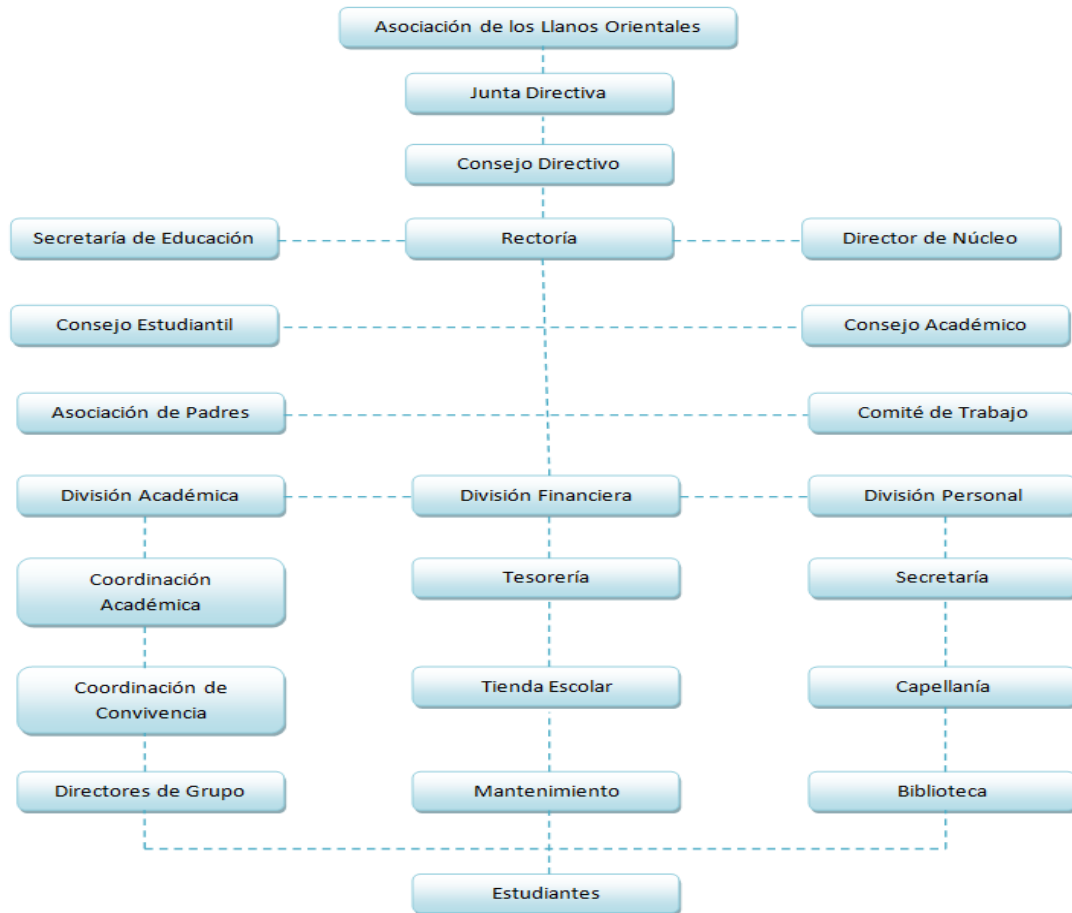 Asociación de los Llanos Orientales
Junta Directiva
Consejo Directivo
Secretaría de Educación
Rectoría
Director de Núcleo
Consejo Estudiantil
Consejo Académico
Asociación de Padres
Comité de Trabajo
División Académica
División Financiera
División Personal
Coordinación
Académica
Tesorería
Secretaría
Coordinación de
Convivencia
Tienda Escolar
Capellanía
Directores de Grupo
Mantenimiento
Biblioteca
Estudiantes